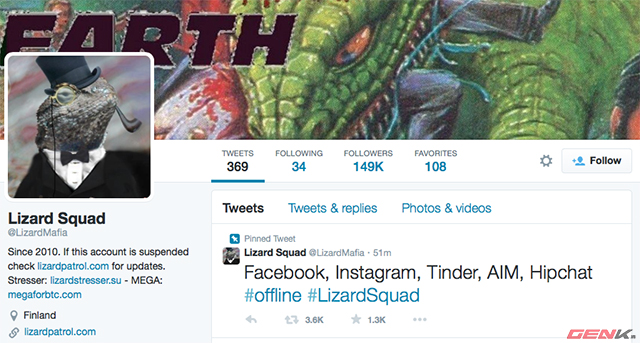 EARTH
TWEETS FOLLOWING FOLLOWERS FAVORITES
369 34 149K 108
Follow
Lizard Squad
@LizardMafia
Since 2010. If this account is suspended
check lizardpatrol.com for updates.
Stresser: lizardstresser.su - MEGA:
megaforbtc.com
Finland
lizardpatrol.com
Tweets Tweets & replies Photos & videos
Pinned Tweet
Lizard Squad @LizardMafia · 51m
Facebook, Instagram, Tinder, AIM, Hipchat
#offline #LizardSquad
3.6K 1.3K
GENK.